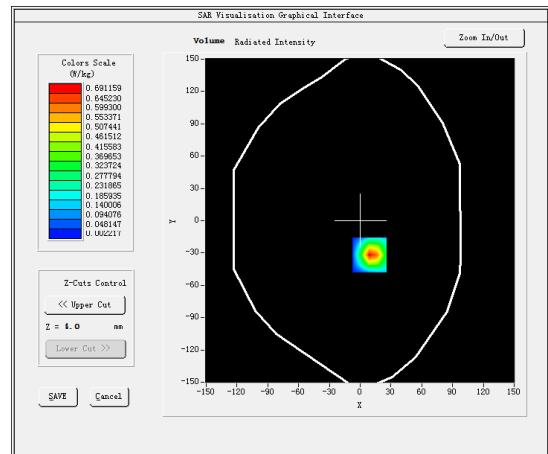 SAR Visualisation Graphical Interface
Volume Radiated Intensity
Zoom In/Out
Colors Scale
(W/kg)
0.691159
0.645230
0.599300
0.553371
0.507441
0.461512
0.415583
0.369653
0.323724
0.277794
0.231865
0.185935
0.140006
0.094076
0.048147
0.002217
150
120
90
60
30
0
-30
-60
-90
-120
-150
Y
-150 -120 -90 -60 -30 0 30 60 90 120 150
X
Z-Cuts Control
<< Upper Cut
Z = 4.0 mm
Lower Cut >>
SAVE Cancel